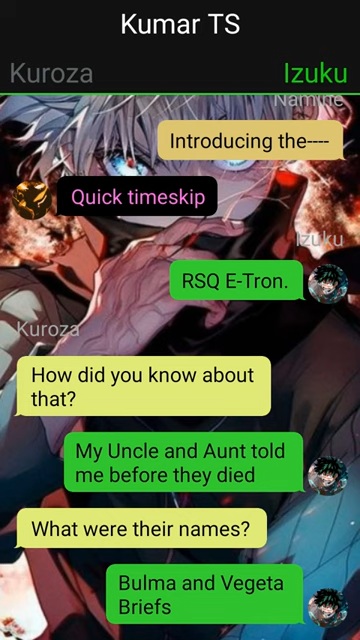 Kumar TS
Kuroza
Izuku
Namine
Introducing the----
Quick timeskip
Izuku
RSQ E-Tron.
Kuroza
How did you know about
that?
My Uncle and Aunt told
me before they died
What were their names?
Bulma and Vegeta
Briefs